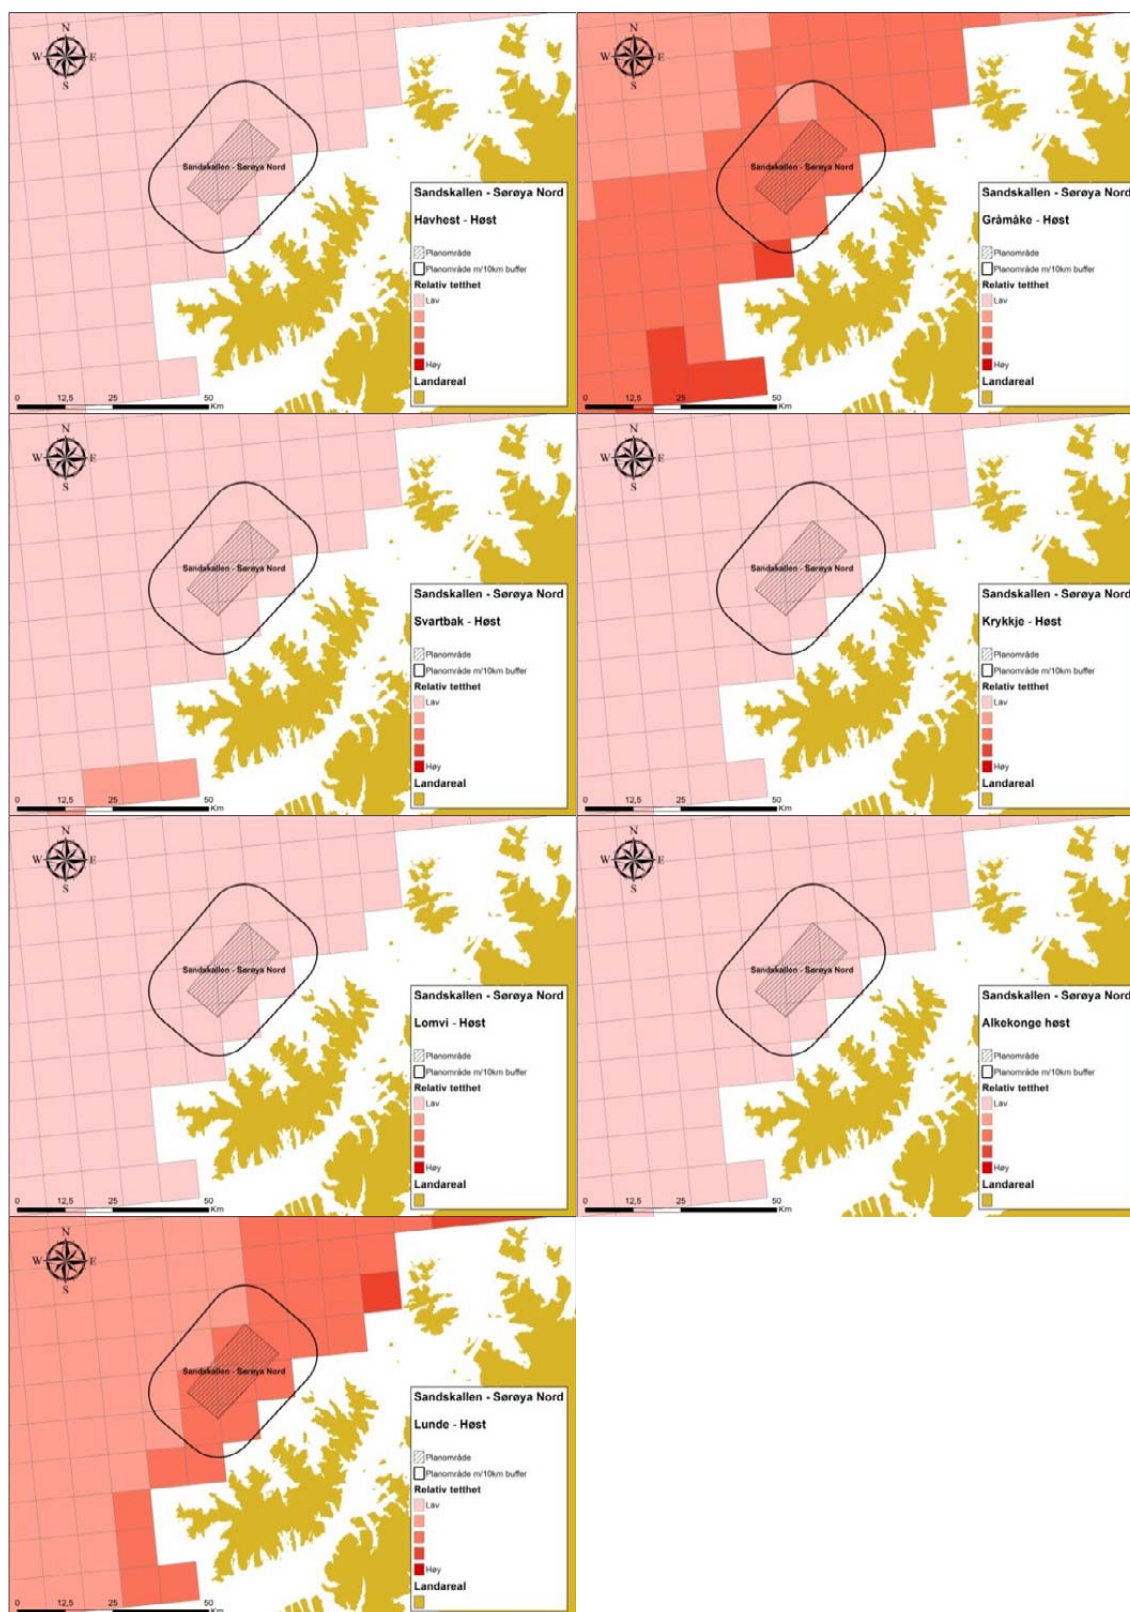 N
W E
S
Sandskallen - Sørøya Nord
Sandskallen - Sørøya Nord
Havhest - Høst
Planområde
Planområde m/10km buffer
Relativ tetthet
Lav
Høy
Landareal
0 12,5 25 50
Km
N
W E
S
Sandskallen - Sørøya Nord
Sandskallen - Sørøya Nord
Gråmåke - Høst
Planområde
Planområde m/10km buffer
Relativ tetthet
Lav
Høy
Landareal
0 12,5 25 50
Km
N
W E
S
Sandskallen - Sørøya Nord
Sandskallen - Sørøya Nord
Svartbak - Høst
Planområde
Planområde m/10km buffer
Relativ tetthet
Lav
Høy
Landareal
0 12,5 25 50
Km
N
W E
S
Sandskallen - Sørøya Nord
Sandskallen - Sørøya Nord
Krykkje - Høst
Planområde
Planområde m/10km buffer
Relativ tetthet
Lav
Høy
Landareal
0 12,5 25 50
Km
N
W E
S
Sandskallen - Sørøya Nord
Sandskallen - Sørøya Nord
Lomvi - Høst
Planområde
Planområde m/10km buffer
Relativ tetthet
Lav
Høy
Landareal
0 12,5 25 50
Km
N
W E
S
Sandskallen - Sørøya Nord
Sandskallen - Sørøya Nord
Alkekonge høst
Planområde
Planområde m/10km buffer
Relativ tetthet
Lav
Høy
Landareal
0 12,5 25 50
Km
N
W E
S
Sandskallen - Sørøya Nord
Sandskallen - Sørøya Nord
Lunde - Høst
Planområde
Planområde m/10km buffer
Relativ tetthet
Lav
Høy
Landareal
0 12,5 25 50
Km